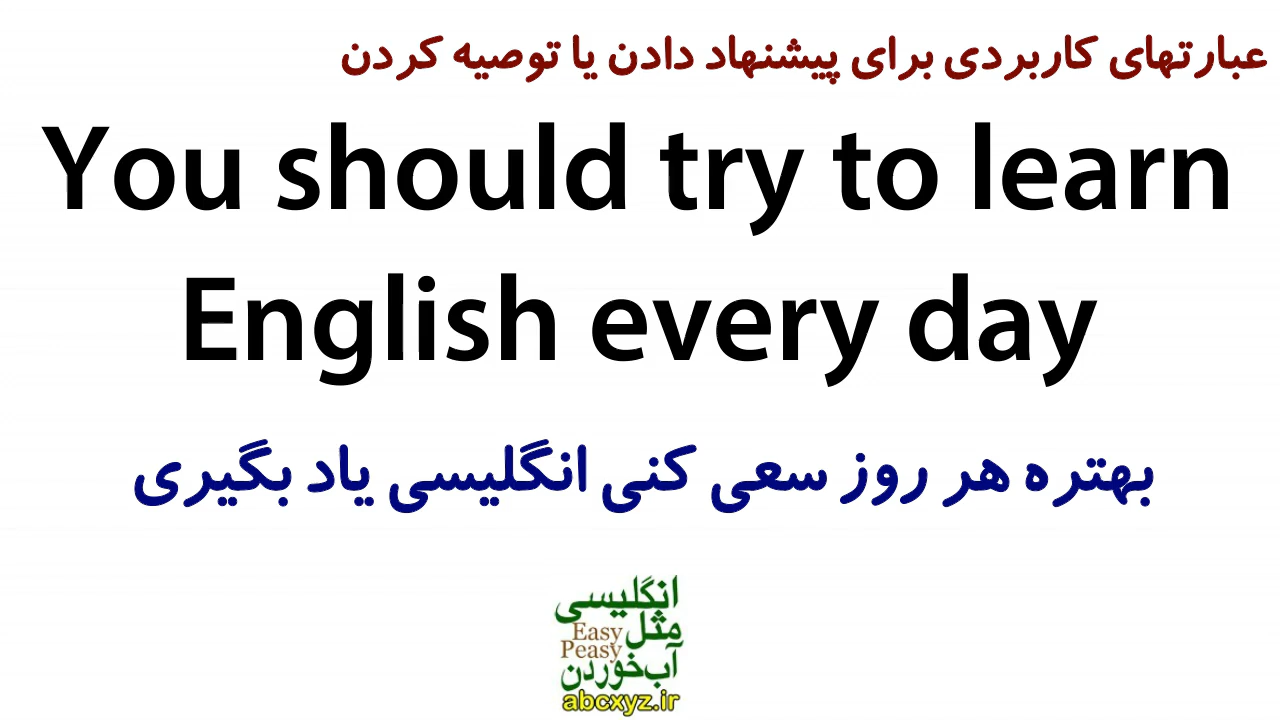 عبارتهای کاربردی برای پیشنهاد دادن یا توصیه کردن
You should try to learn
English every day
بهتره هر روز سعی کنی انگلیسی یاد بگیری
انگلیسی
مثل
Easy
Peasy
آب خوردن
abcxyz.ir